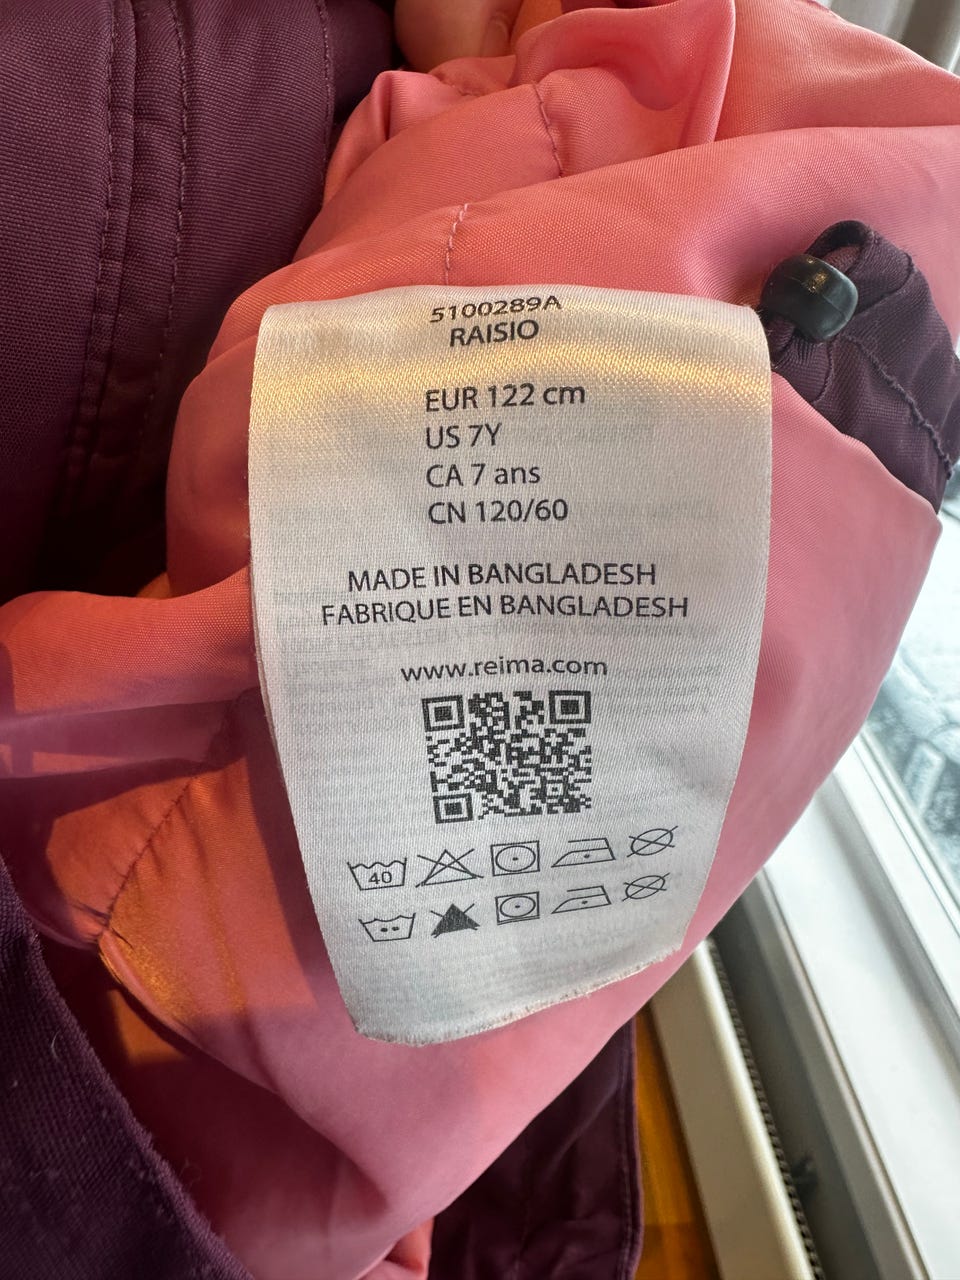 5100289A
RAISIO
EUR 122 cm
US 7Y
CA 7 ans
CN 120/60
MADE IN BANGLADESH
FABRIQUE EN BANGLADESH
www.reima.com
40